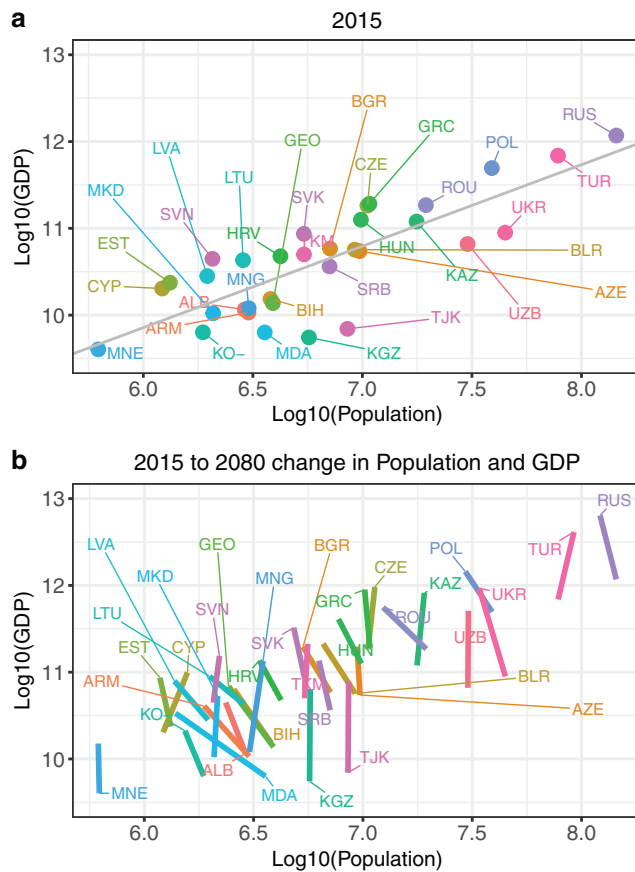 a
2015
13
12
11
10
Log10(GDP)
BGR
GRC
RUS
GEO
LVA
CZE
POL
LTU
TUR
MKD
SVK
ROU
SVN
UKR
HRV
KM
EST
HUN
BLR
CYP
MNG
SRB
KAZ
ALB
AZE
BIH
ARM
TJK
UZB
MNE
KO-
MDA
KGZ
6.0 6.5 7.0 7.5 8.0
Log10(Population)
b
2015 to 2080 change in Population and GDP
13
12
11
10
Log10(GDP)
RUS
LVA
GEO
BGR
TUR
MKD
MNG
CZE
POL
KAZ
LTU
SVN
GRC
UKR
ROU
EST
CYP
SVK
HUN
UZB
HRV
BLR
ARM
TKM
KO-
SRB
AZE
BIH
ALB
TJK
MNE
MDA
KGZ
6.0 6.5 7.0 7.5 8.0
Log10(Population)